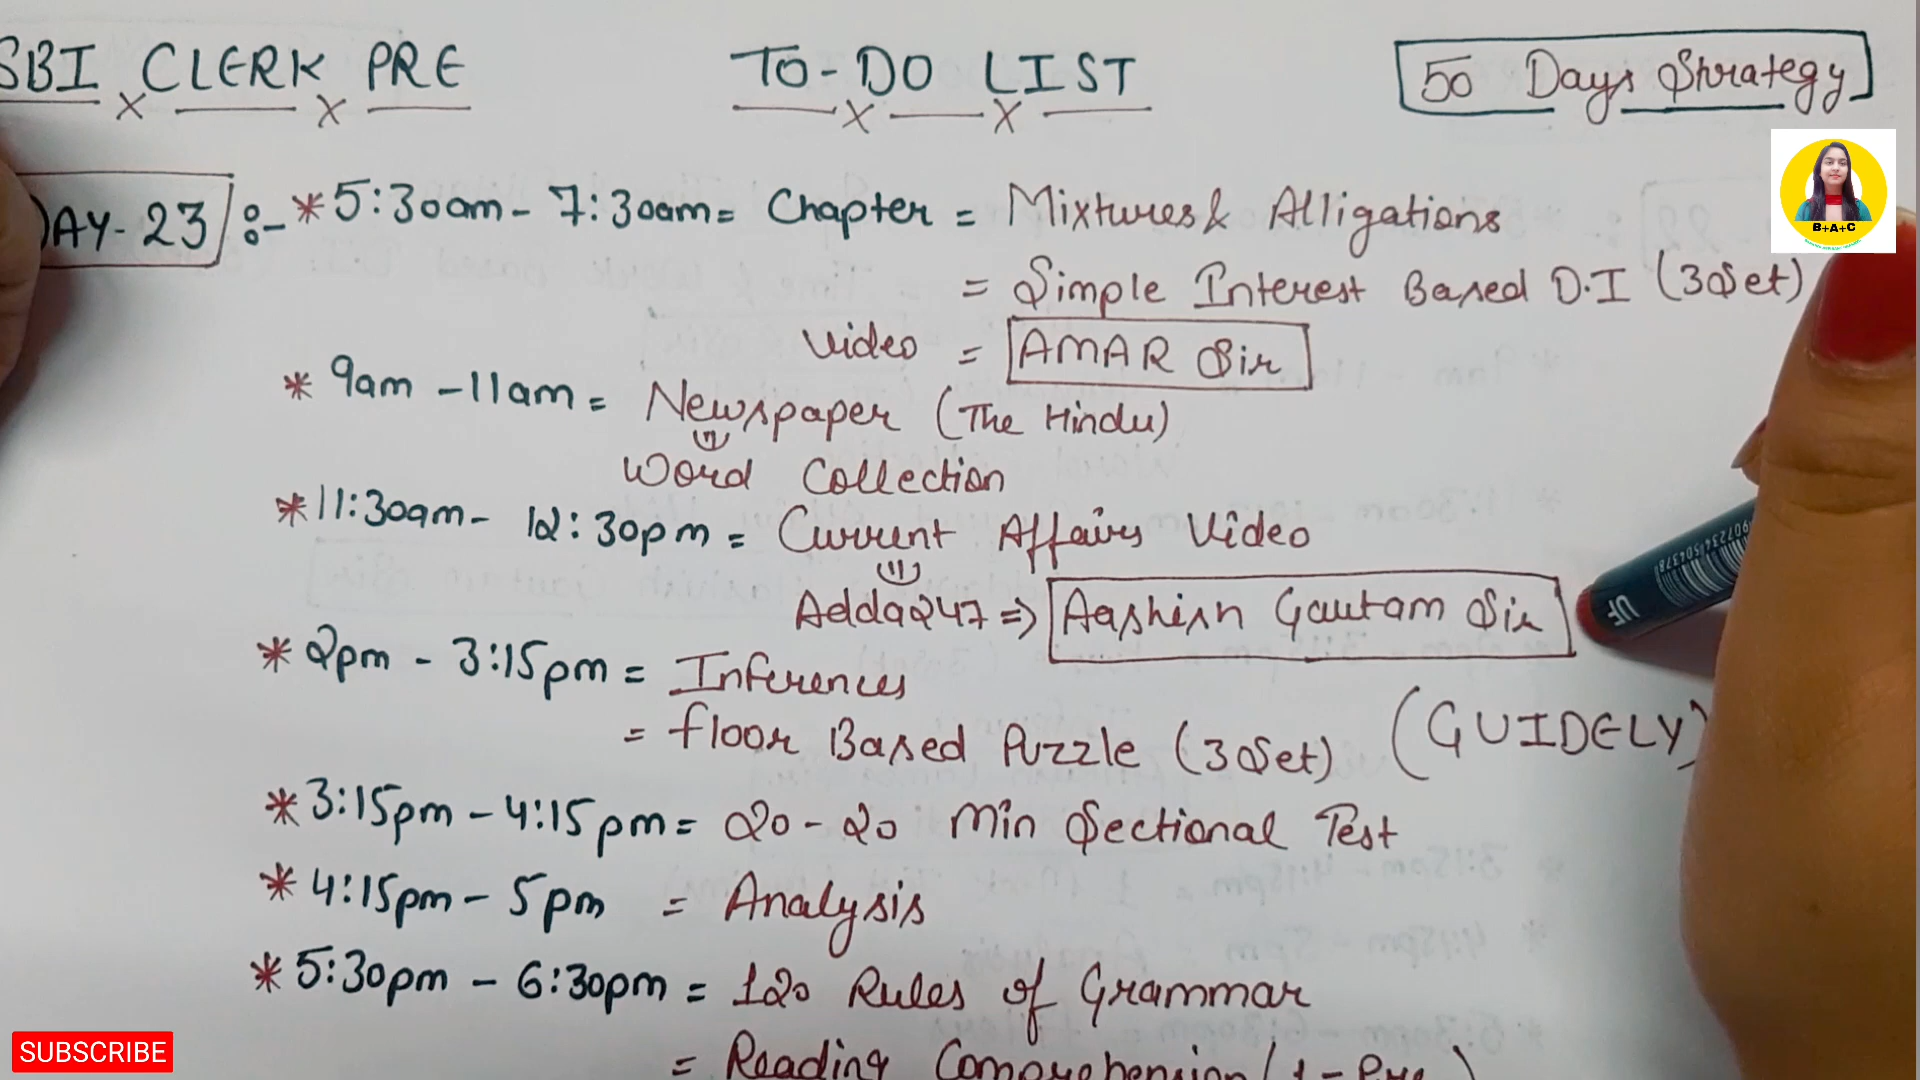 SBI CLERK PRE TO-DO LIST 50 Days Strategy
DAY-23 :- * 5:30am - 7:30am = Chapter = Mixtures & Alligations
= Simple Interest Based D.I (3 Set)
Video = AMAR Sir
* 9am - 11am = Newspaper (The Hindu)
Word Collection
* 11:30am - 12:30pm = Current Affairs Video
Adda247 => Aashish Gautam Sir
* 2pm - 3:15pm = Inferences
= Floor Based Puzzle (3 Set) (GUIDELY)
* 3:15pm - 4:15pm = 20-20 Min Sectional Test
* 4:15pm - 5pm = Analysis
* 5:30pm - 6:30pm = 120 Rules of Grammar
= Reading Comprehension (1 - Pre)
B+A+C
UF
SUBSCRIBE